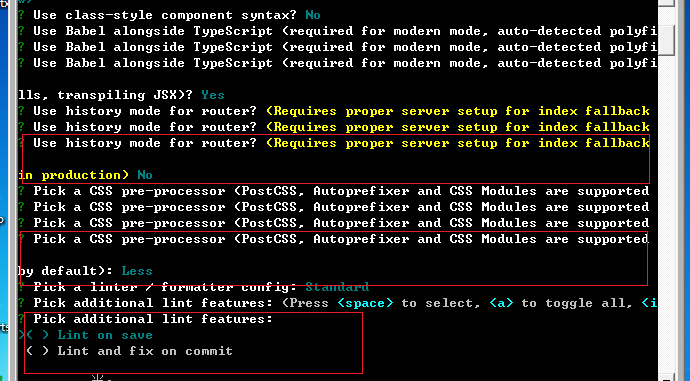 ? Use class-style component syntax? No
? Use Babel alongside TypeScript (required for modern mode, auto-detected polyfi
? Use Babel alongside TypeScript (required for modern mode, auto-detected polyfi
? Use Babel alongside TypeScript (required for modern mode, auto-detected polyfi
lls, transpiling JSX)? Yes
? Use history mode for router? (Requires proper server setup for index fallback
? Use history mode for router? (Requires proper server setup for index fallback
? Use history mode for router? (Requires proper server setup for index fallback
in production) No
? Pick a CSS pre-processor (PostCSS, Autoprefixer and CSS Modules are supported
? Pick a CSS pre-processor (PostCSS, Autoprefixer and CSS Modules are supported
? Pick a CSS pre-processor (PostCSS, Autoprefixer and CSS Modules are supported
? Pick a CSS pre-processor (PostCSS, Autoprefixer and CSS Modules are supported
by default): Less
? Pick a linter / formatter config: Standard
? Pick additional lint features: (Press <space> to select, <a> to toggle all, <i
? Pick additional lint features:
>( ) Lint on save
( ) Lint and fix on commit